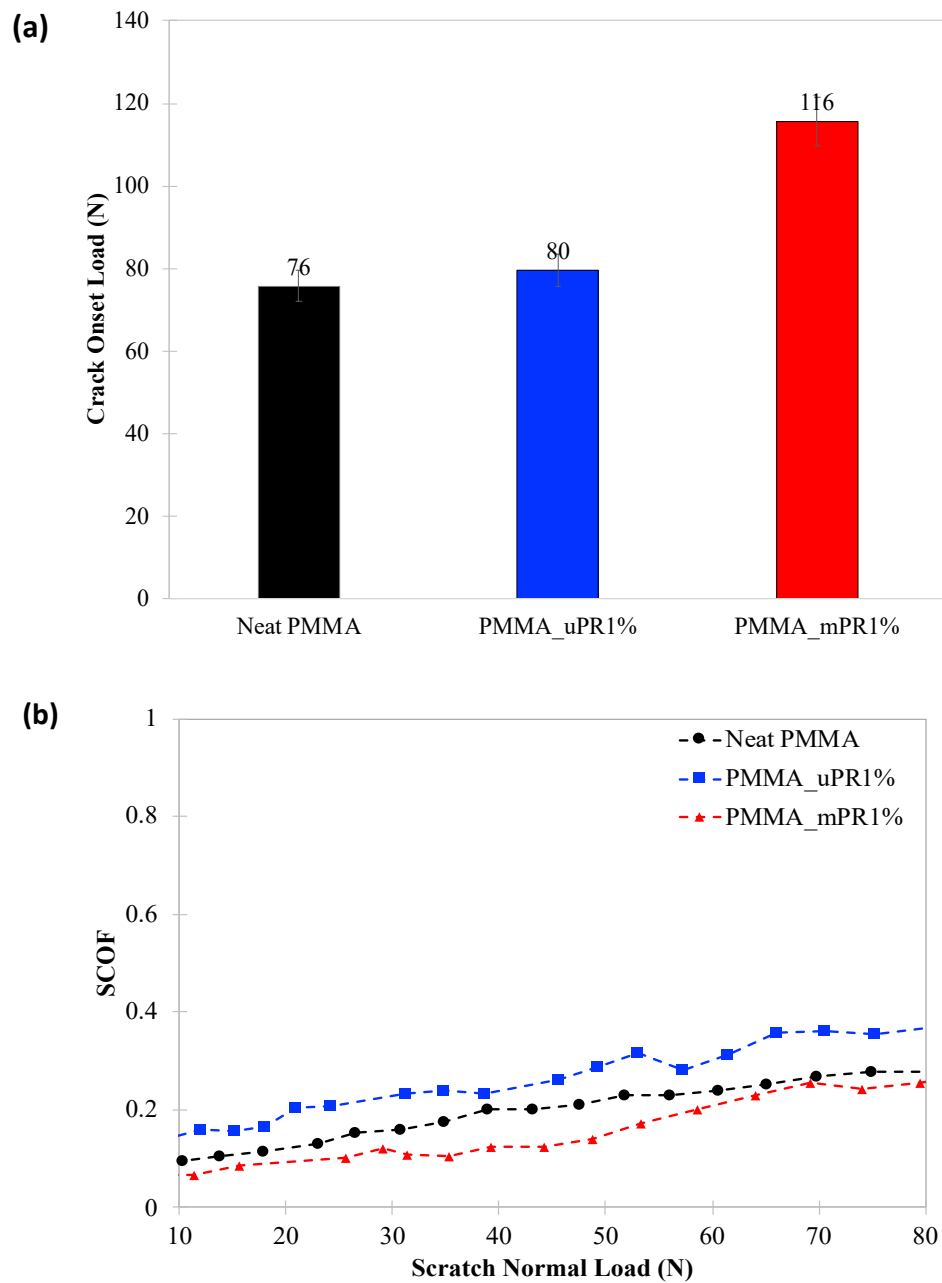 (a)
140
120
100
80
60
40
20
0
Crack Onset Load (N)
76
80
116
Neat PMMA
PMMA_uPR1%
PMMA_mPR1%
(b)
1
0.8
0.6
0.4
0.2
0
SCOF
Neat PMMA
PMMA_uPR1%
PMMA_mPR1%
10 20 30 40 50 60 70 80
Scratch Normal Load (N)